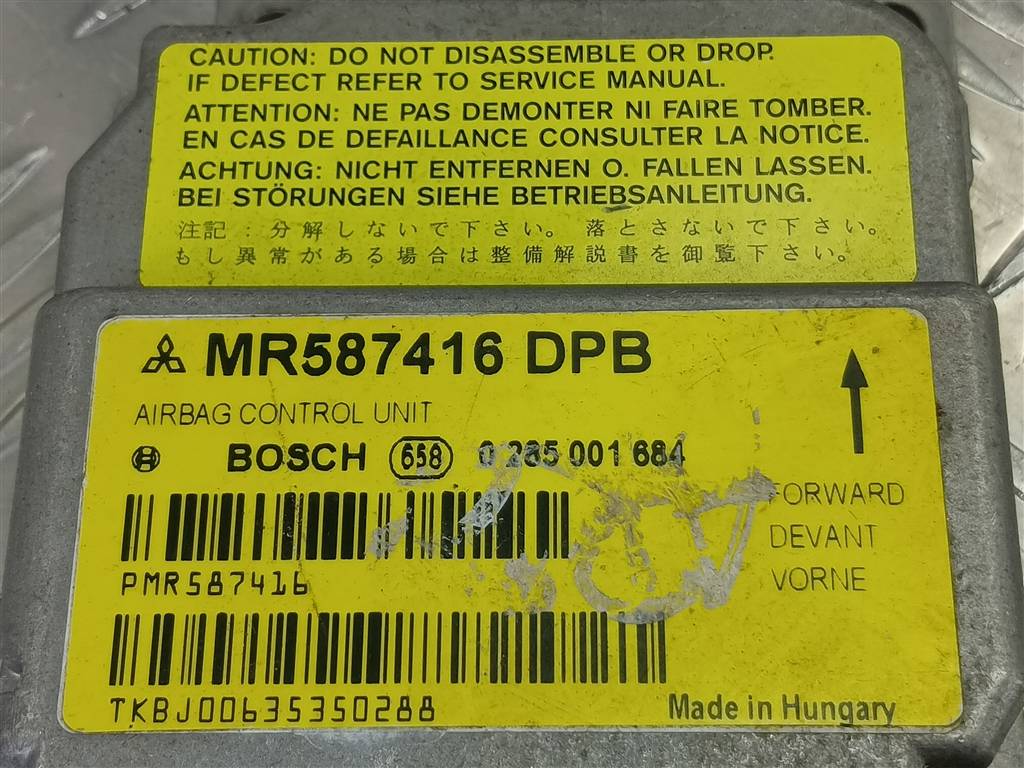 CAUTION: DO NOT DISASSEMBLE OR DROP.
IF DEFECT REFER TO SERVICE MANUAL.
ATTENTION: NE PAS DEMONTER NI FAIRE TOMBER.
EN CAS DE DEFAILLANCE CONSULTER LA NOTICE.
ACHTUNG: NICHT ENTFERNEN O. FALLEN LASSEN.
BEI STÖRUNGEN SIEHE BETRIEBSANLEITUNG.
注記:分解しないで下さい。落とさないで下さい。
もし異常がある場合は整備解説書を御覧下さい。
MR587416 DPB
AIRBAG CONTROL UNIT
BOSCH 658 0 285 001 684
FORWARD
DEVANT
VORNE
PMR587416
TKBJ00635350288
Made in Hungary